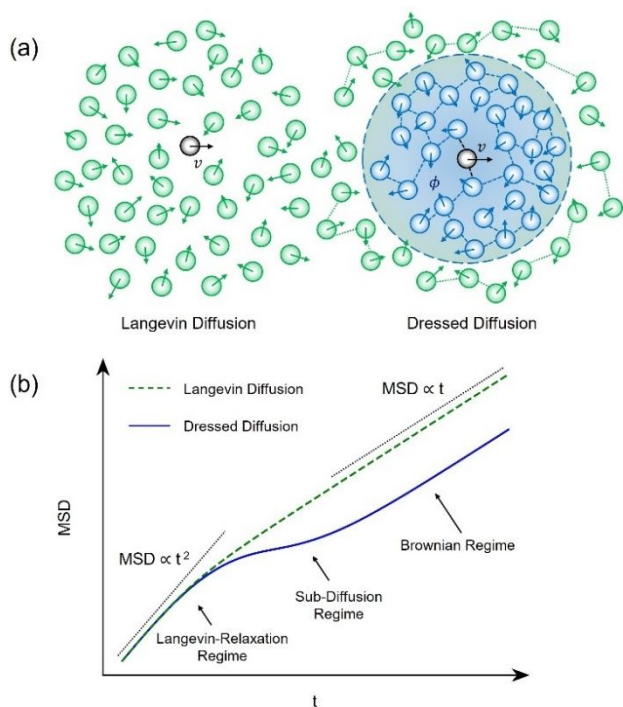 (a)
v
v
ϕ
Langevin Diffusion
Dressed Diffusion
(b)
Langevin Diffusion
Dressed Diffusion
MSD ∝ t
MSD ∝ t²
Brownian Regime
Sub-Diffusion
Regime
Langevin-Relaxation
Regime
MSD
t